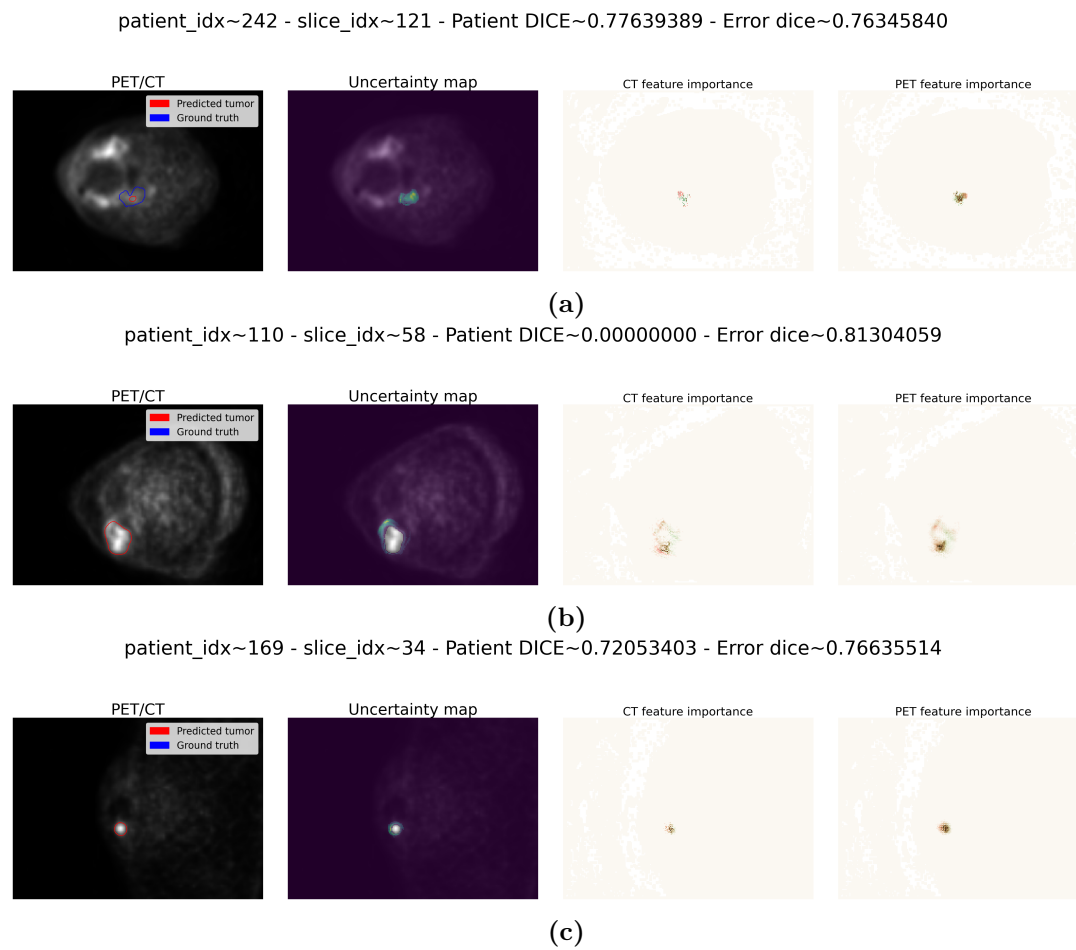 patient_idx~242 - slice_idx~121 - Patient DICE~0.77639389 - Error dice~0.76345840
PET/CT
Uncertainty map
CT feature importance
PET feature importance
Predicted tumor
Ground truth
(a)
patient_idx~110 - slice_idx~58 - Patient DICE~0.00000000 - Error dice~0.81304059
PET/CT
Uncertainty map
CT feature importance
PET feature importance
Predicted tumor
Ground truth
(b)
patient_idx~169 - slice_idx~34 - Patient DICE~0.72053403 - Error dice~0.76635514
PET/CT
Uncertainty map
CT feature importance
PET feature importance
Predicted tumor
Ground truth
(c)